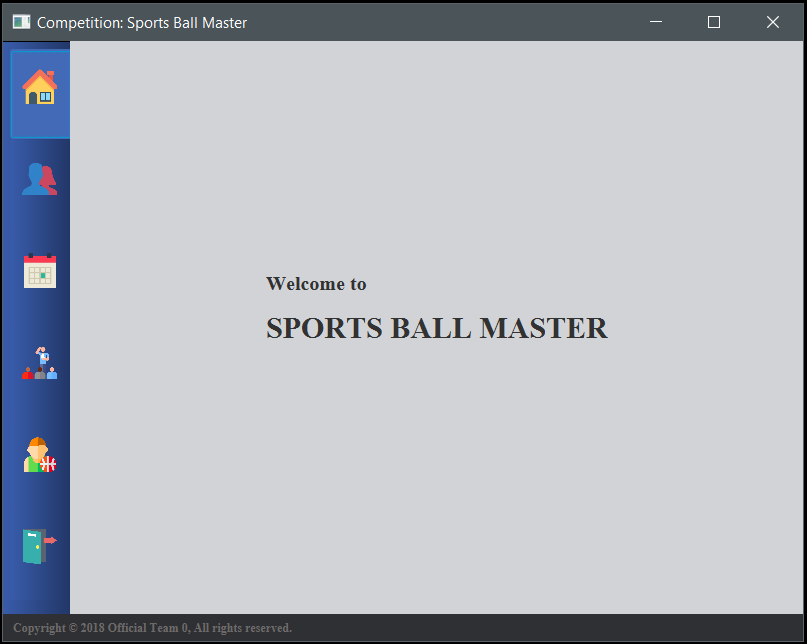 Competition: Sports Ball Master
Welcome to
SPORTS BALL MASTER
Copyright © 2018 Official Team 0, All rights reserved.